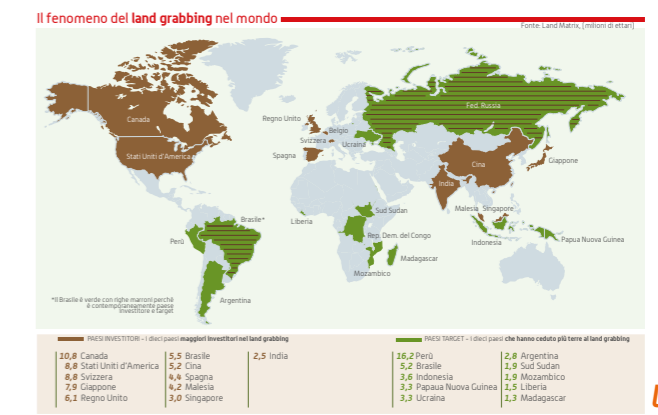 Il fenomeno del land grabbing nel mondo
Fonte: Land Matrix, (milioni di ettari)
Canada
Stati Uniti d'America
Regno Unito
Belgio
Svizzera
Ucraina
Spagna
Fed. Russia
Cina
Giappone
India
Malesia
Singapore
Indonesia
Papua Nuova Guinea
Liberia
Sud Sudan
Rep. Dem. del Congo
Madagascar
Mozambico
Brasile*
Perù
Argentina
*Il Brasile è verde con righe marroni perché
è contemporaneamente paese
investitore e target
PAESI INVESTITORI – i dieci paesi maggiori investitori nel land grabbing
10,8 Canada
8,8 Stati Uniti d'America
8,8 Svizzera
7,9 Giappone
6,1 Regno Unito
5,5 Brasile
5,2 Cina
4,4 Spagna
4,2 Malesia
3,0 Singapore
2,5 India
PAESI TARGET – i dieci paesi che hanno ceduto più terre al land grabbing
16,2 Perù
5,2 Brasile
3,6 Indonesia
3,3 Papaua Nuova Guinea
3,3 Ucraina
2,8 Argentina
1,9 Sud Sudan
1,9 Mozambico
1,5 Liberia
1,3 Madagascar